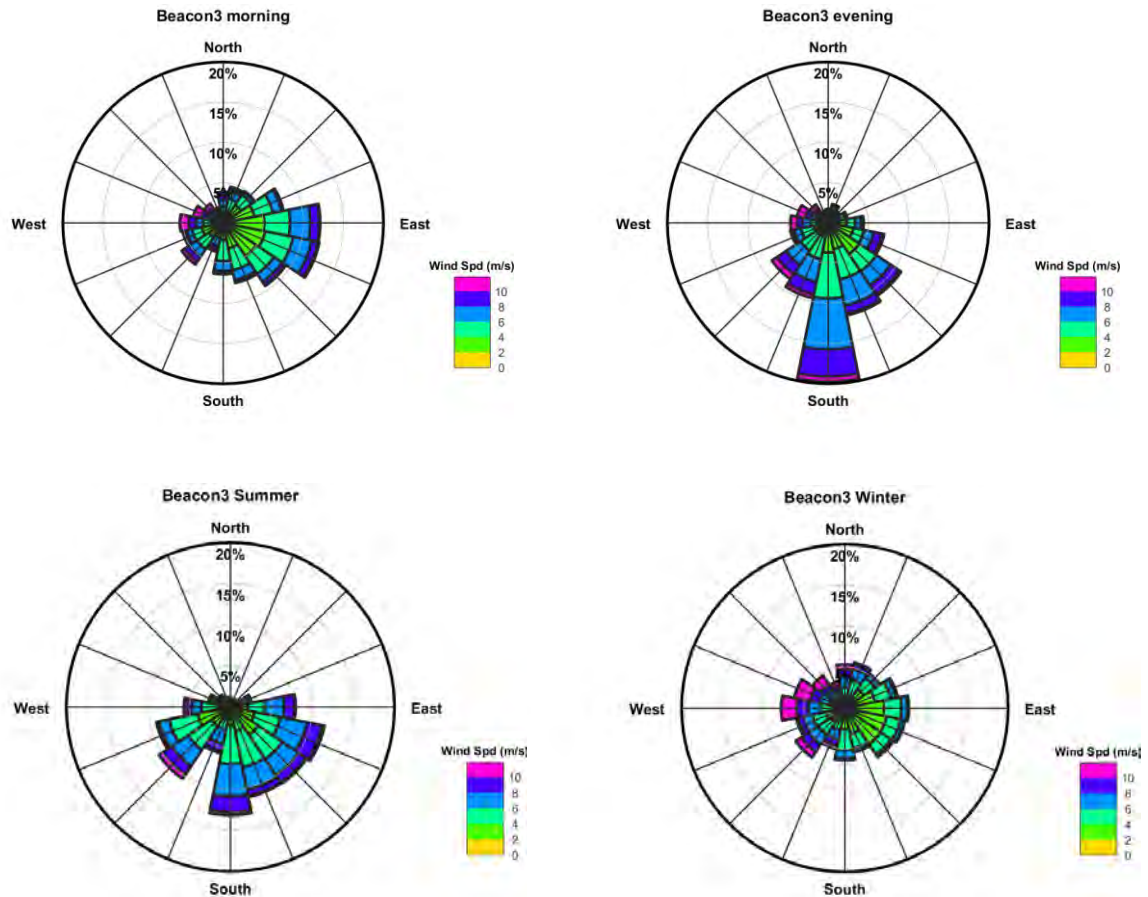 Beacon3 morning
North
20%
15%
10%
5%
West
East
South
Wind Spd (m/s)
10
8
6
4
2
0
Beacon3 evening
North
20%
15%
10%
5%
West
East
South
Wind Spd (m/s)
10
8
6
4
2
0
Beacon3 Summer
North
20%
15%
10%
5%
West
East
South
Wind Spd (m/s)
10
8
6
4
2
0
Beacon3 Winter
North
20%
15%
10%
West
East
South
Wind Spd (m/s)
10
8
6
4
2
0